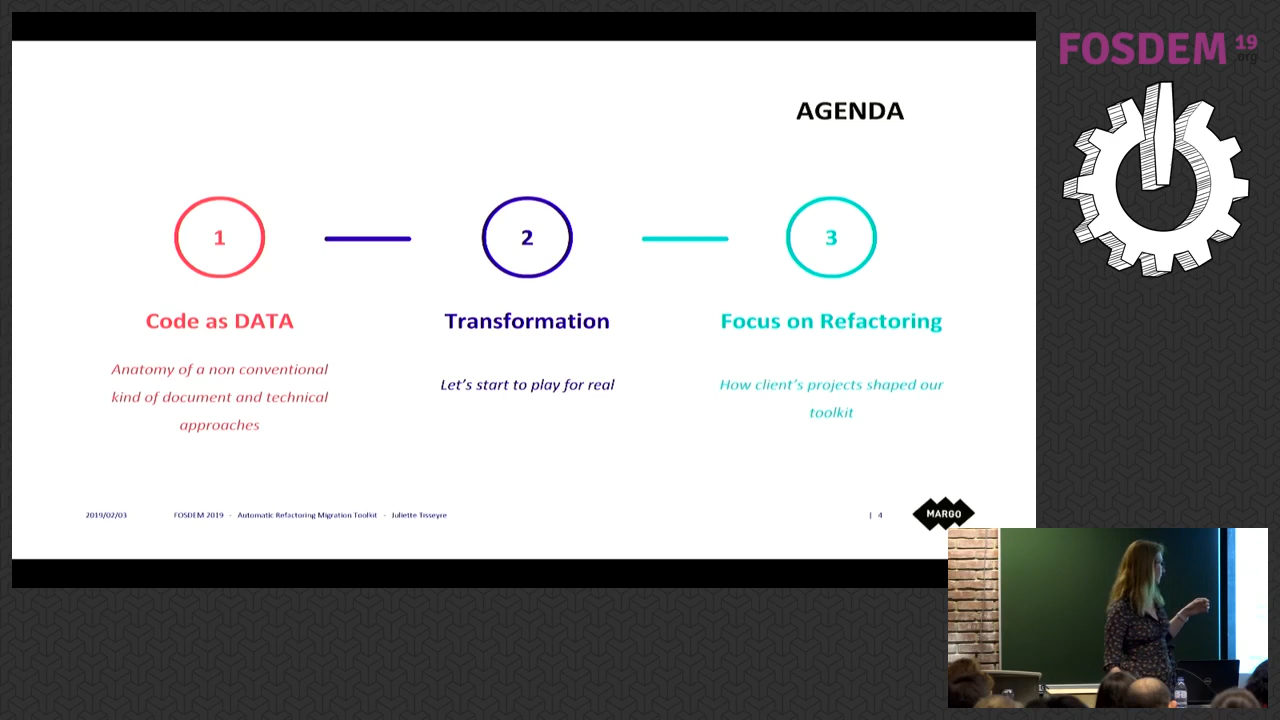 FOSDEM 19
.org
AGENDA
1
2
3
Code as DATA
Transformation
Focus on Refactoring
Anatomy of a non conventional
kind of document and technical
approaches
Let's start to play for real
How client's projects shaped our
toolkit
2019/02/03
FOSDEM 2019 - Automatic Refactoring Migration Toolkit - Juliette Tisseyre
| 4
MARGO